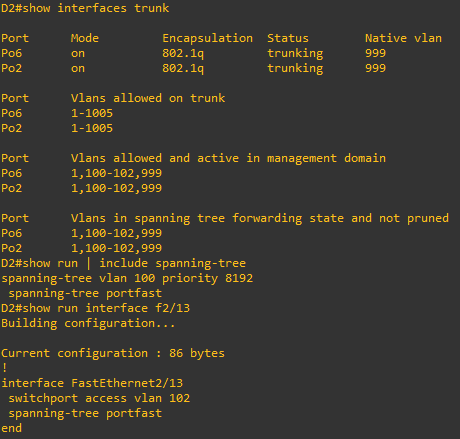 D2#show interfaces trunk
Port Mode Encapsulation Status Native vlan
Po6 on 802.1q trunking 999
Po2 on 802.1q trunking 999
Port Vlans allowed on trunk
Po6 1-1005
Po2 1-1005
Port Vlans allowed and active in management domain
Po6 1,100-102,999
Po2 1,100-102,999
Port Vlans in spanning tree forwarding state and not pruned
Po6 1,100-102,999
Po2 1,100-102,999
D2#show run | include spanning-tree
spanning-tree vlan 100 priority 8192
 spanning-tree portfast
D2#show run interface f2/13
Building configuration...
Current configuration : 86 bytes
!
interface FastEthernet2/13
 switchport access vlan 102
 spanning-tree portfast
end